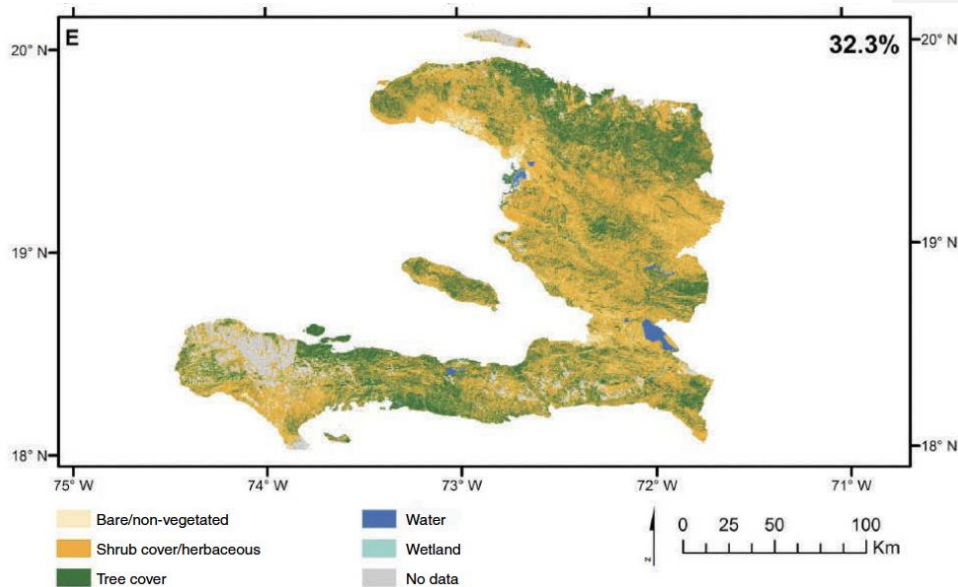 E
32.3%
20° N
20° N
19° N
19° N
18° N
18° N
75° W
74° W
73° W
72° W
71° W
Bare/non-vegetated
Shrub cover/herbaceous
Tree cover
Water
Wetland
No data
N
0 25 50 100
Km